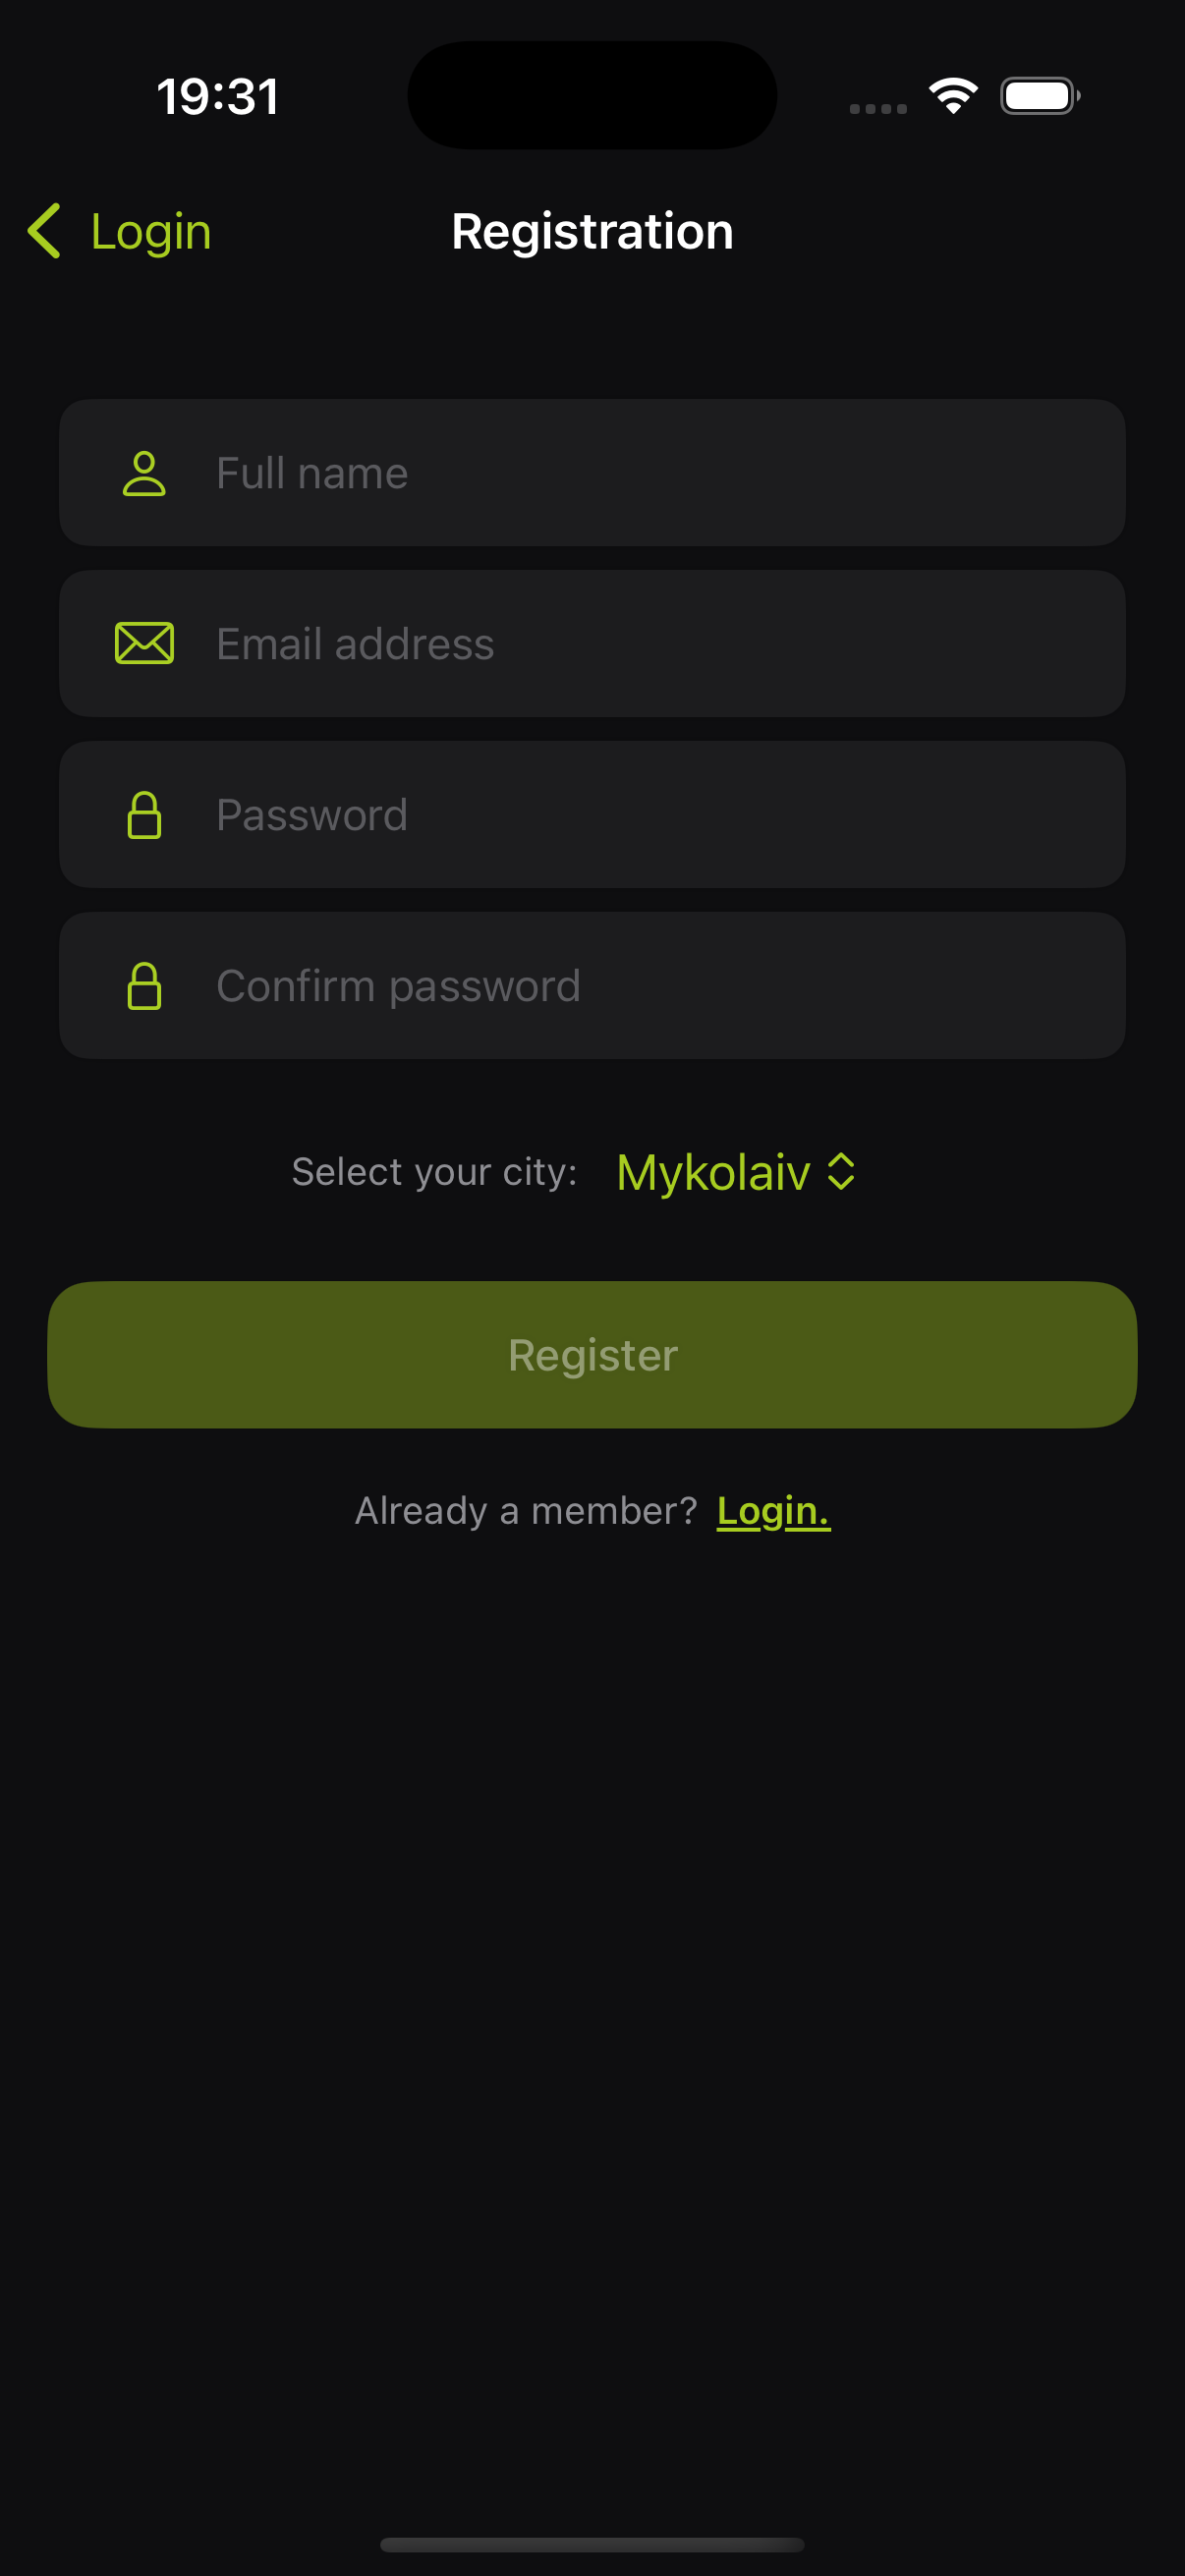 19:31
Login
Registration
Full name
Email address
Password
Confirm password
Select your city: Mykolaiv
Register
Already a member? Login.